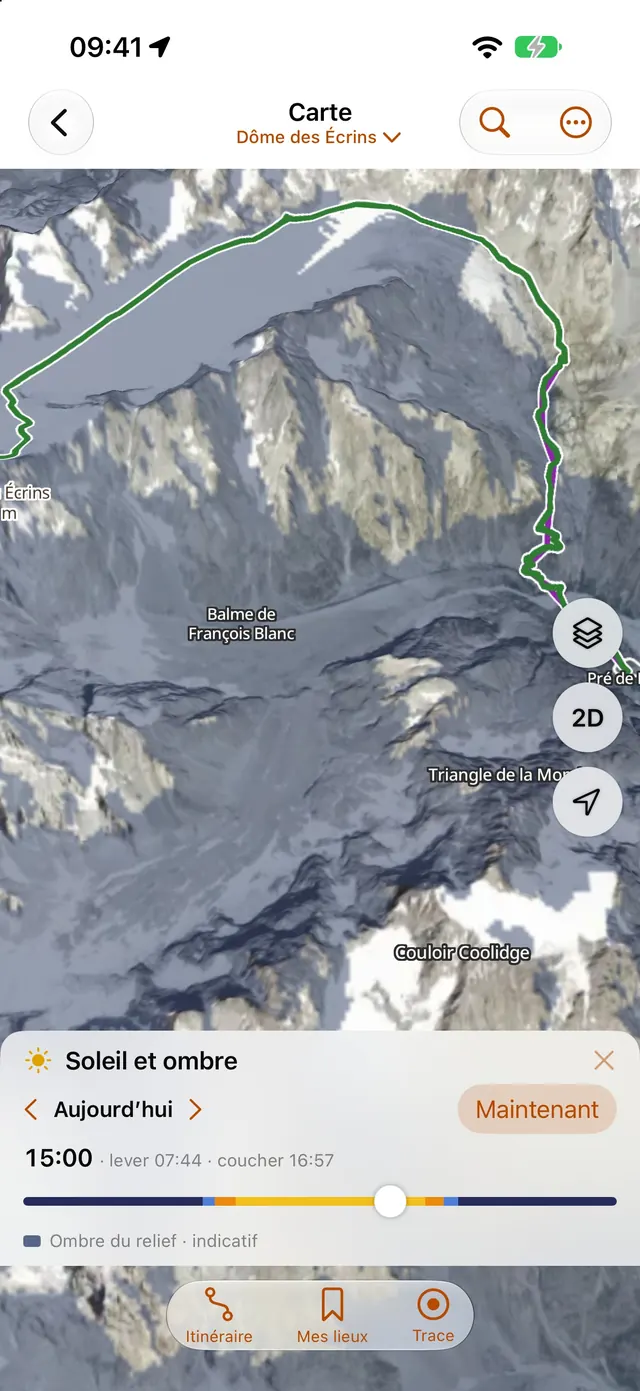 09:41
Carte
Dôme des Écrins
Écrins
m
Balme de
François Blanc
2D
Pré de
Triangle de la Mo
Couloir Coolidge
Soleil et ombre
Aujourd’hui
Maintenant
15:00 · lever 07:44 · coucher 16:57
Ombre du relief · indicatif
Itinéraire
Mes lieux
Trace